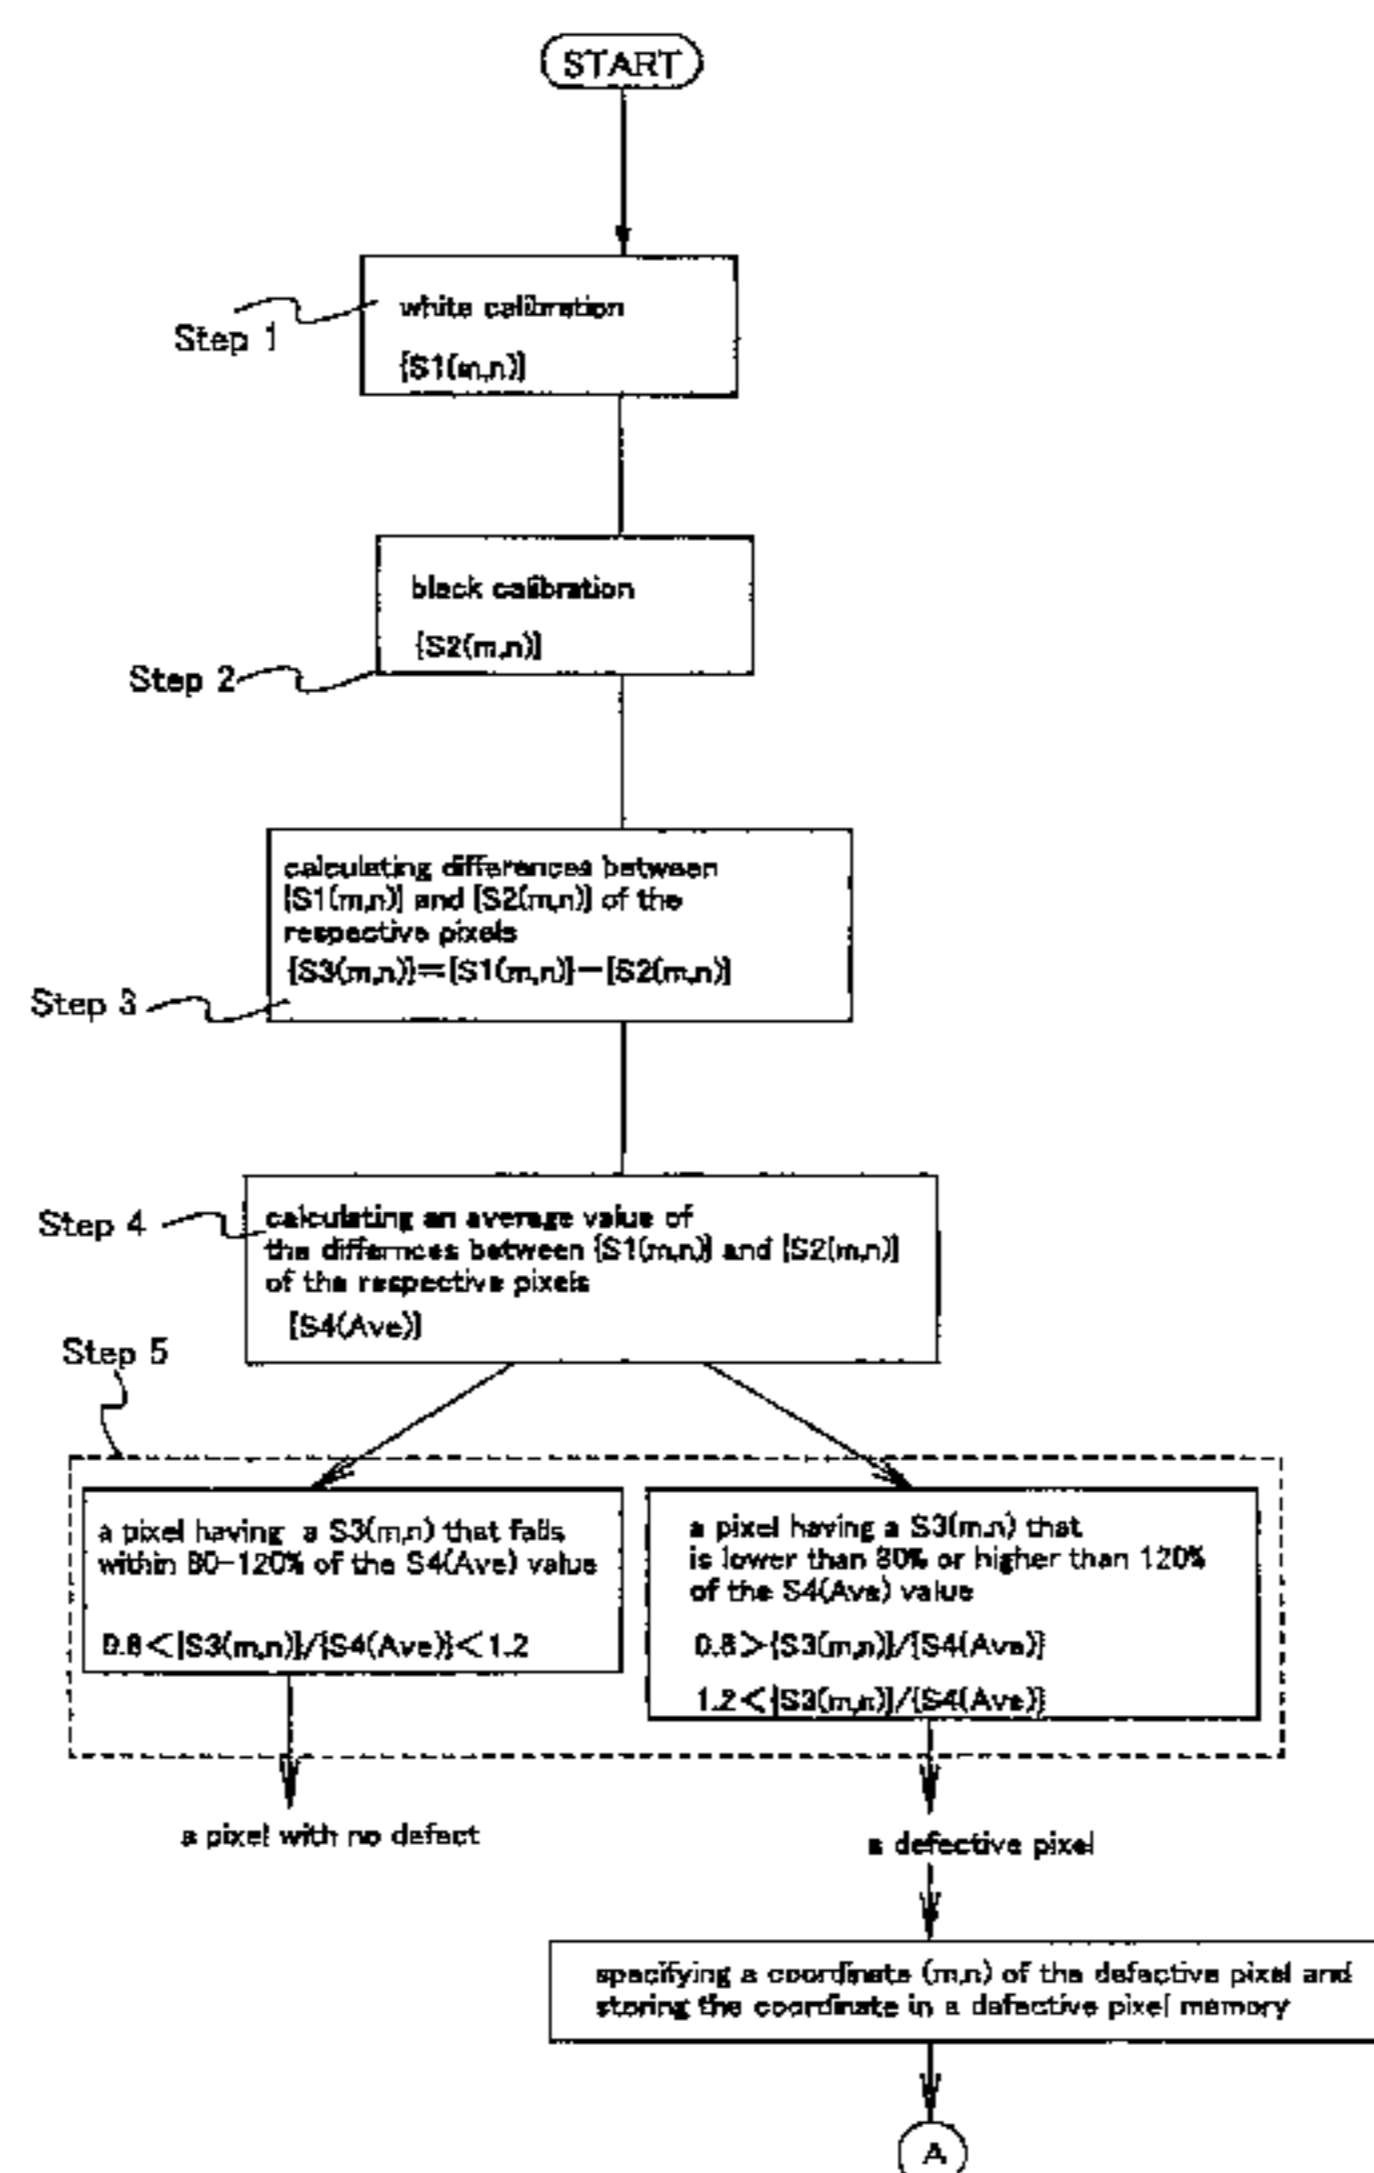 START
Step 1
white calibration
{S1(m,n)}
black calibration
{S2(m,n)}
Step 2
calculating differences between
{S1(m,n)} and {S2(m,n)} of the
respective pixels
{S3(m,n)}={S1(m,n)}-{S2(m,n)}
Step 3
Step 4
calculating an average value of
the differnces between {S1(m,n)} and {S2(m,n)}
of the respective pixels
{S4(Ave)}
Step 5
a pixel having a S3(m,n) that falls
within 80-120% of the S4(Ave) value
0.8<{S3(m,n)}/{S4(Ave)}<1.2
a pixel having a S3(m,n) that
is lower than 80% or higher than 120%
of the S4(Ave) value
0.8>{S3(m,n)}/{S4(Ave)}
1.2<{S3(m,n)}/{S4(Ave)}
a pixel with no defect
a defective pixel
specifying a coordinate (m,n) of the defective pixel and
storing the coordinate in a defective pixel memory
A